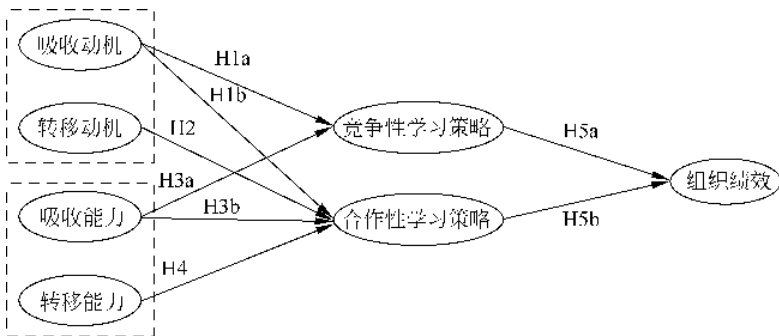 吸收动机
H1a
H1b
转移动机
H2
竞争性学习策略
H5a
组织绩效
H3a
吸收能力
H3b
合作性学习策略
H5b
H4
转移能力